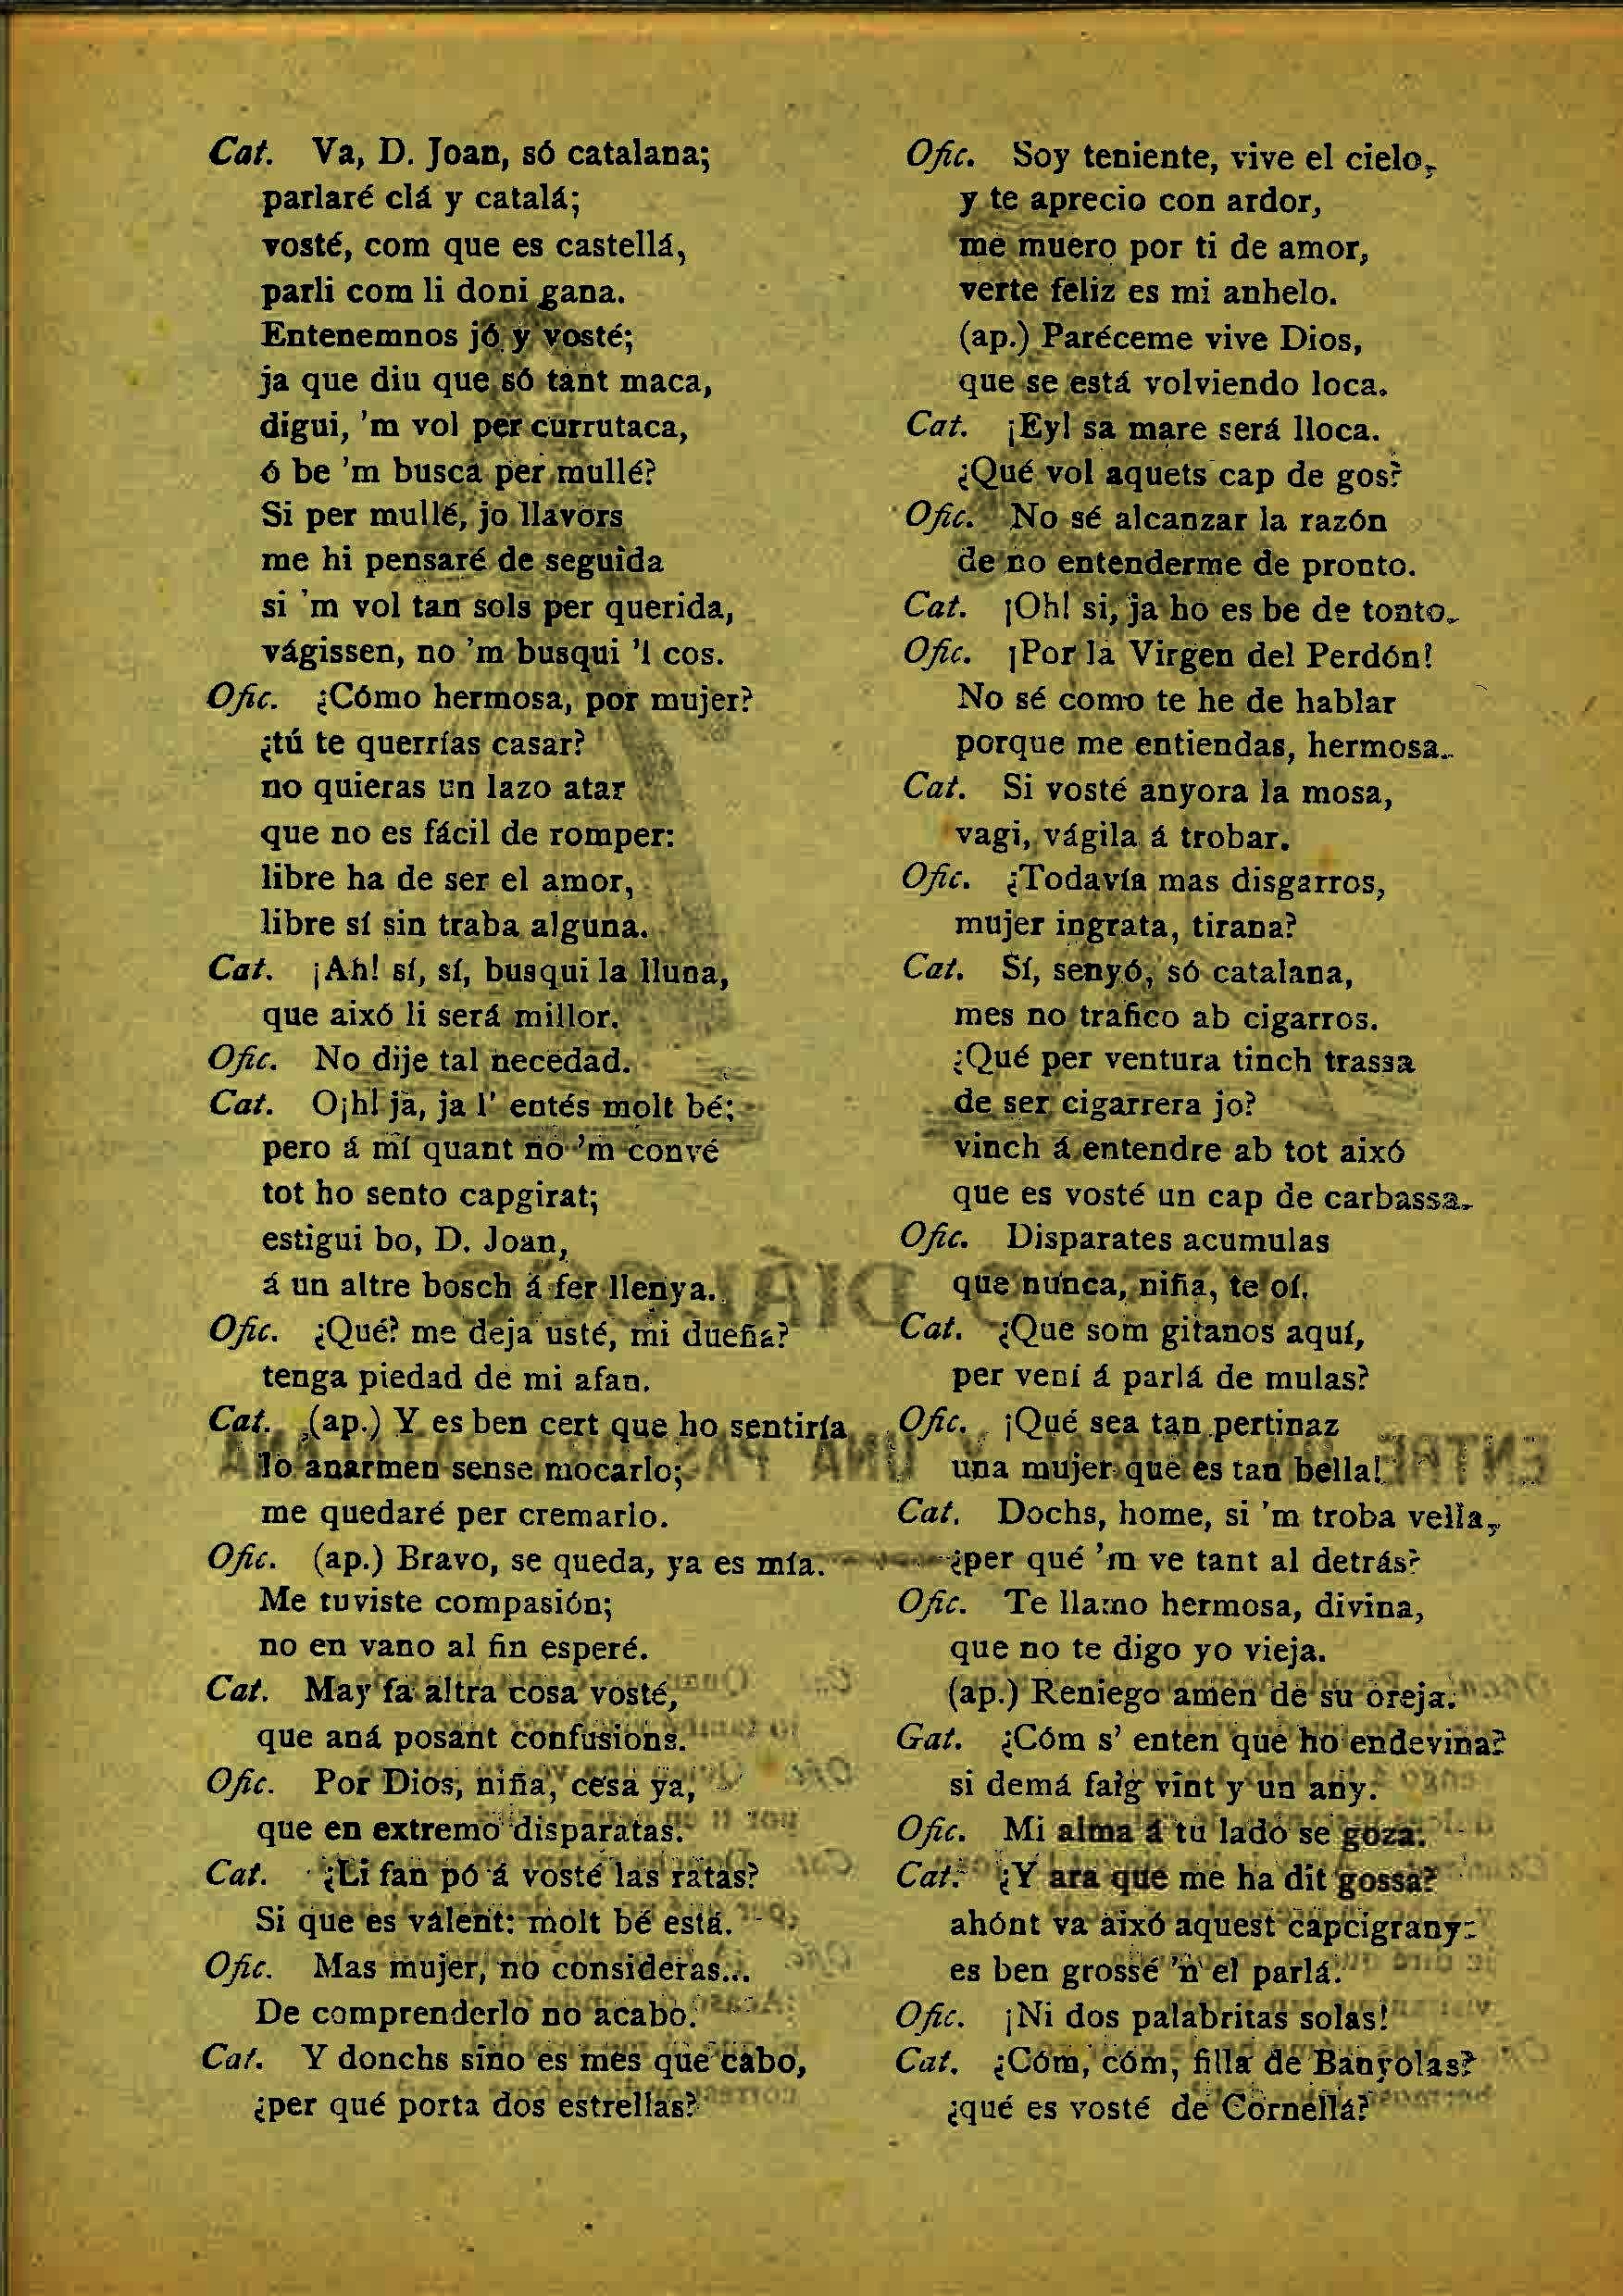 Cat. Va, D. Joan, só catalana;
parlaré clá y catalá;
vosté, com que es castellá,
parli com li doni gana.
Entenemnos jó y vosté;
ja que diu que só tant maca,
digui, 'm vol per currutaca,
ó be 'm busca per mullé?
Si per mullé, jo llavors
me hi pensaré de seguida
si 'm vol tan sols per querida,
vágissen, no 'm busqui 'l cos.
Ofic. ¿Cómo hermosa, por mujer?
¿tú te querrías casar?
no quieras un lazo atar
que no es fácil de romper:
libre ha de ser el amor,
libre sí sin traba alguna.
Cat. ¡Ah! sí, sí, busqui la lluna,
que aixó li será millor.
Ofic. No dije tal necedad.
Cat. O¡h! ja, ja l' entés molt bé;
pero á mí quant no 'm convé
tot ho sento capgirat;
estigui bo, D. Joan,
á un altre bosch á fer llenya.
Ofic. ¿Qué? me deja usté, mi dueña?
tenga piedad de mi afan.
Cat. (ap.) Y es ben cert que ho sentiría
lo anarmen sense mocarlo;
me quedaré per cremarlo.
Ofic. (ap.) Bravo, se queda, ya es mía.
Me tuviste compasión;
no en vano al fin esperé.
Cat. May fa altra cosa vosté,
que aná posant confusions.
Ofic. Por Dios, niña, cesa ya,
que en extremo disparatas.
Cat. ¿Li fan pó á vosté las ratas?
Si que es valent: molt bé está.
Ofic. Mas mujer, no consideras...
De comprenderlo no acabo.
Cat. Y donchs sino es mes que cabo,
¿per qué porta dos estrellas?
Ofic. Soy teniente, vive el cielo,
y te aprecio con ardor,
me muero por ti de amor,
verte feliz es mi anhelo.
(ap.) Paréceme vive Dios,
que se está volviendo loca.
Cat. ¡Ey! sa mare será lloca.
¿Qué vol aquets cap de gos?
Ofic. No sé alcanzar la razón
de no entenderme de pronto.
Cat. ¡Oh! si, ja ho es be de tonto.
Ofic. ¡Por la Virgen del Perdón!
No sé como te he de hablar
porque me entiendas, hermosa.
Cat. Si vosté anyora la mosa,
vagi, vágila á trobar.
Ofic. ¿Todavía mas disgarros,
mujer ingrata, tirana?
Cat. Sí, senyó, só catalana,
mes no trafico ab cigarros.
¿Qué per ventura tinch trassa
de ser cigarrera jo?
vinch á entendre ab tot aixó
que es vosté un cap de carbassa.
Ofic. Disparates acumulas
que nunca, niña, te oí.
Cat. ¿Que som gitanos aquí,
per vení á parlá de mulas?
Ofic. ¡Qué sea tan pertinaz
una mujer que es tan bella!
Cat. Dochs, home, si 'm troba vella,
¿per qué 'm ve tant al detrás?
Ofic. Te llamo hermosa, divina,
que no te digo yo vieja.
(ap.) Reniego amen de su oreja.
Gat. ¿Cóm s' enten que ho endevina?
si demá faig vint y un any.
Ofic. Mi alma á tu lado se goza.
Cat. ¿Y ara que me ha dit gossa?
ahónt va aixó aquest capcigrany:
es ben grossé 'n el parlá.
Ofic. ¡Ni dos palabritas solas!
Cat. ¿Cóm, cóm, filla de Banyolas?
¿qué es vosté de Cornellá?